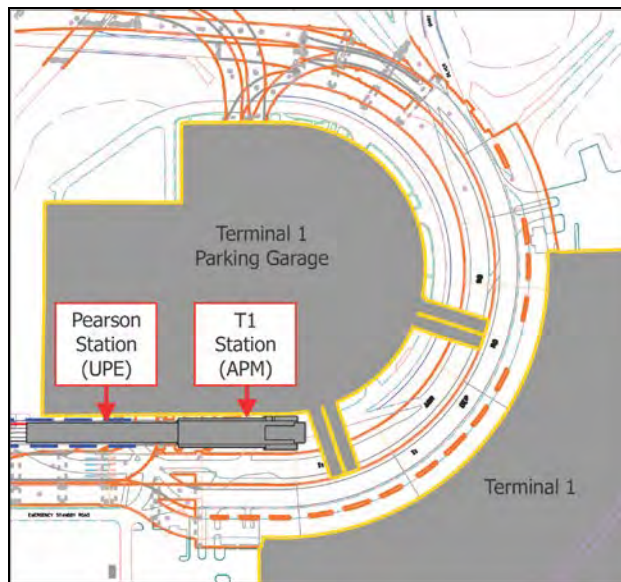 Terminal 1
Parking Garage
Pearson
Station
(UPE)
T1
Station
(APM)
Terminal 1
EMERGENCY STANDBY ROAD